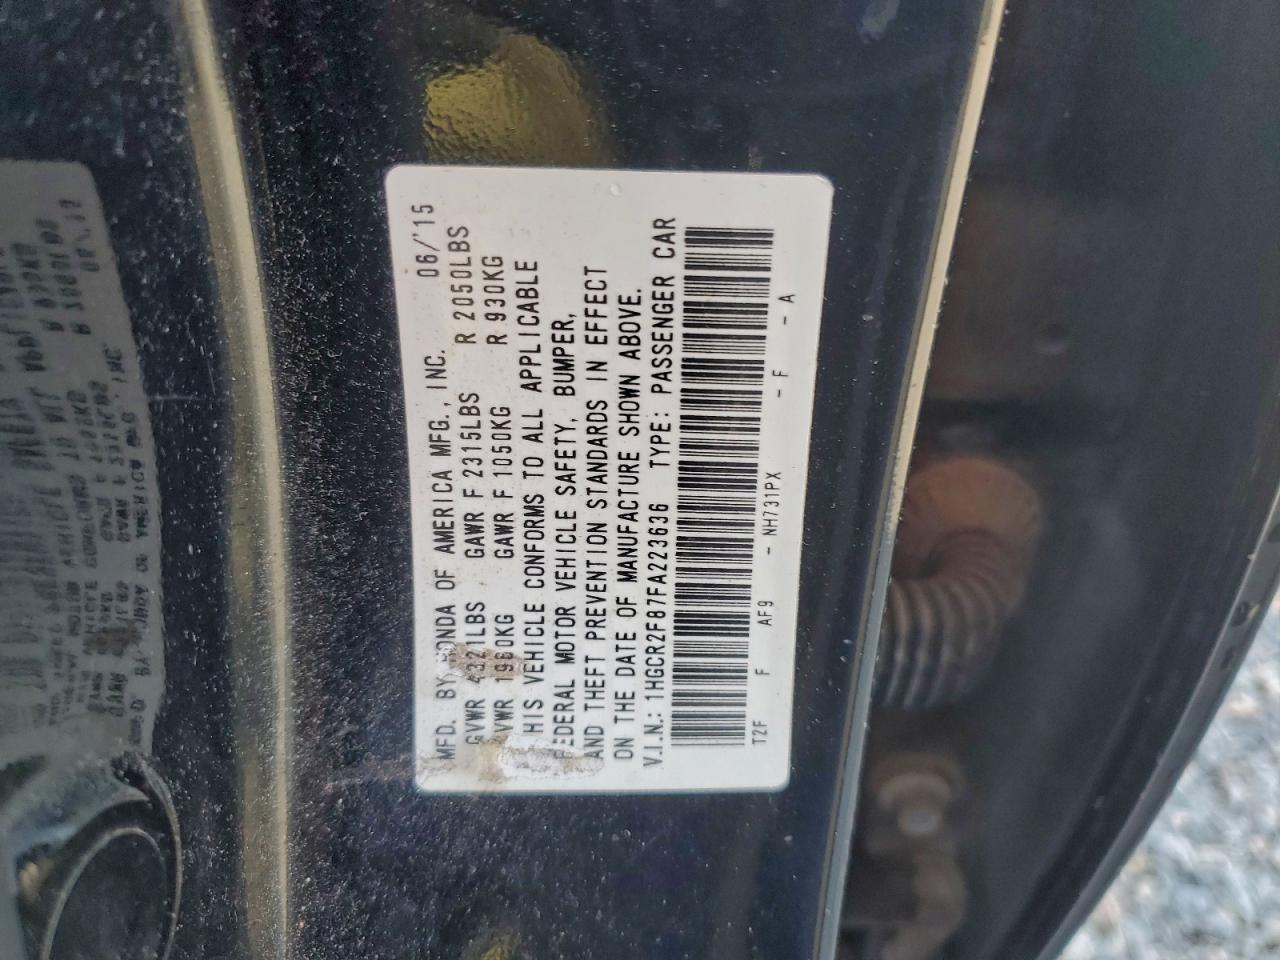 MFD. BY HONDA OF AMERICA MFG., INC. 06/'15
GVWR 4321LBS GAWR F 2315LBS R 2050LBS
GVWR 1960KG GAWR F 1050KG R 930KG
THIS VEHICLE CONFORMS TO ALL APPLICABLE
FEDERAL MOTOR VEHICLE SAFETY, BUMPER,
AND THEFT PREVENTION STANDARDS IN EFFECT
ON THE DATE OF MANUFACTURE SHOWN ABOVE.
V.I.N.: 1HGCR2F87FA223636 TYPE: PASSENGER CAR
T2F F AF9 - NH731PX - F - A